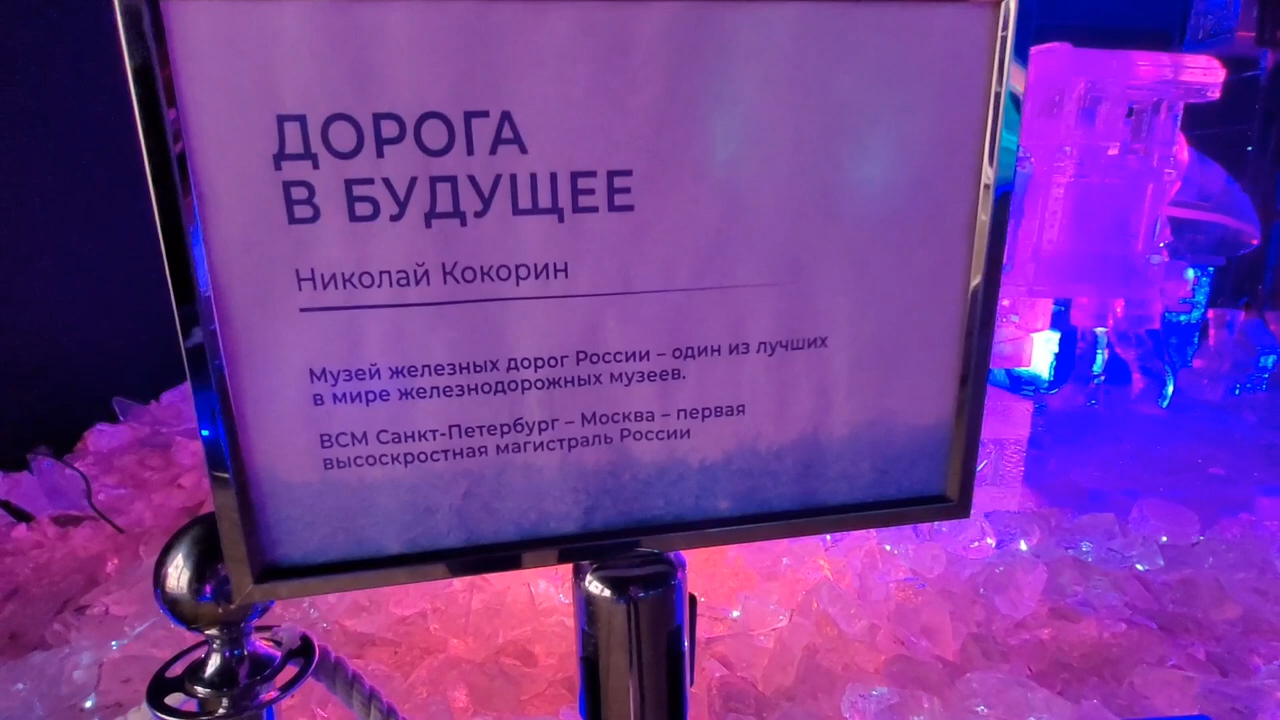 ДОРОГА
В БУДУЩЕЕ
Николай Кокорин
Музей железных дорог России – один из лучших
в мире железнодорожных музеев.
ВСМ Санкт-Петербург – Москва – первая
высоскростная магистраль России